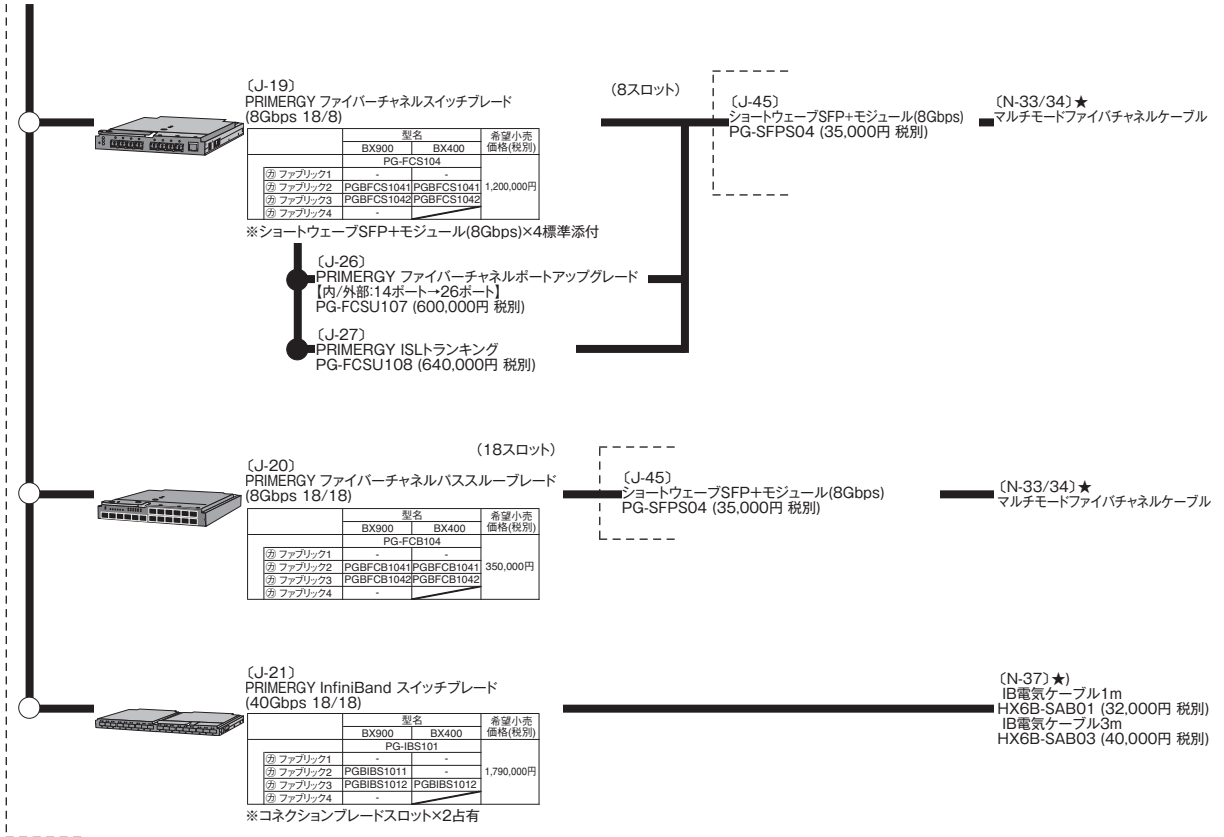 〔J-19〕
PRIMERGY ファイバーチャネルスイッチブレード
(8Gbps 18/8)
型名 希望小売価格(税別)
BX900 BX400
PG-FCS104
㋕ ファブリック1 - -
㋕ ファブリック2 PGBFCS1041 PGBFCS1041 1,200,000円
㋕ ファブリック3 PGBFCS1042 PGBFCS1042
㋕ ファブリック4 -
※ショートウェーブSFP+モジュール(8Gbps)×4標準添付
(8スロット)
〔J-45〕
ショートウェーブSFP+モジュール(8Gbps)
PG-SFPS04 (35,000円 税別)
〔N-33/34〕★
マルチモードファイバチャネルケーブル
〔J-26〕
PRIMERGY ファイバーチャネルポートアップグレード
【内/外部:14ポート→26ポート】
PG-FCSU107 (600,000円 税別)
〔J-27〕
PRIMERGY ISLトランキング
PG-FCSU108 (640,000円 税別)
(18スロット)
〔J-20〕
PRIMERGY ファイバーチャネルパススルーブレード
(8Gbps 18/18)
型名 希望小売価格(税別)
BX900 BX400
PG-FCB104
㋕ ファブリック1 - -
㋕ ファブリック2 PGBFCB1041 PGBFCB1041 350,000円
㋕ ファブリック3 PGBFCB1042 PGBFCB1042
㋕ ファブリック4 -
〔J-45〕
ショートウェーブSFP+モジュール(8Gbps)
PG-SFPS04 (35,000円 税別)
〔N-33/34〕★
マルチモードファイバチャネルケーブル
〔J-21〕
PRIMERGY InfiniBand スイッチブレード
(40Gbps 18/18)
型名 希望小売価格(税別)
BX900 BX400
PG-IBS101
㋕ ファブリック1 - -
㋕ ファブリック2 PGBIBS1011 - 1,790,000円
㋕ ファブリック3 PGBIBS1012 PGBIBS1012
㋕ ファブリック4 -
※コネクションブレードスロット×2占有
〔N-37〕★)
IB電気ケーブル1m
HX6B-SAB01 (32,000円 税別)
IB電気ケーブル3m
HX6B-SAB03 (40,000円 税別)